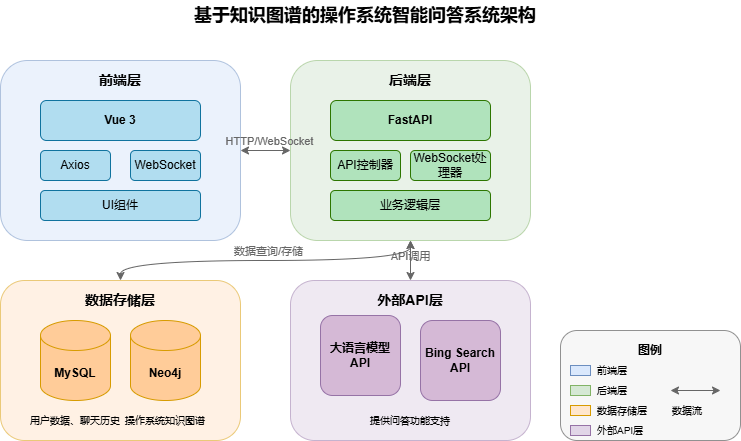 基于知识图谱的操作系统智能问答系统架构
前端层
Vue 3
Axios
WebSocket
UI组件
HTTP/WebSocket
后端层
FastAPI
API控制器
WebSocket处
理器
业务逻辑层
数据查询/存储
API调用
数据存储层
MySQL
Neo4j
用户数据、聊天历史 操作系统知识图谱
外部API层
大语言模型
API
Bing Search
API
提供问答功能支持
图例
前端层
后端层
数据存储层
外部API层
数据流